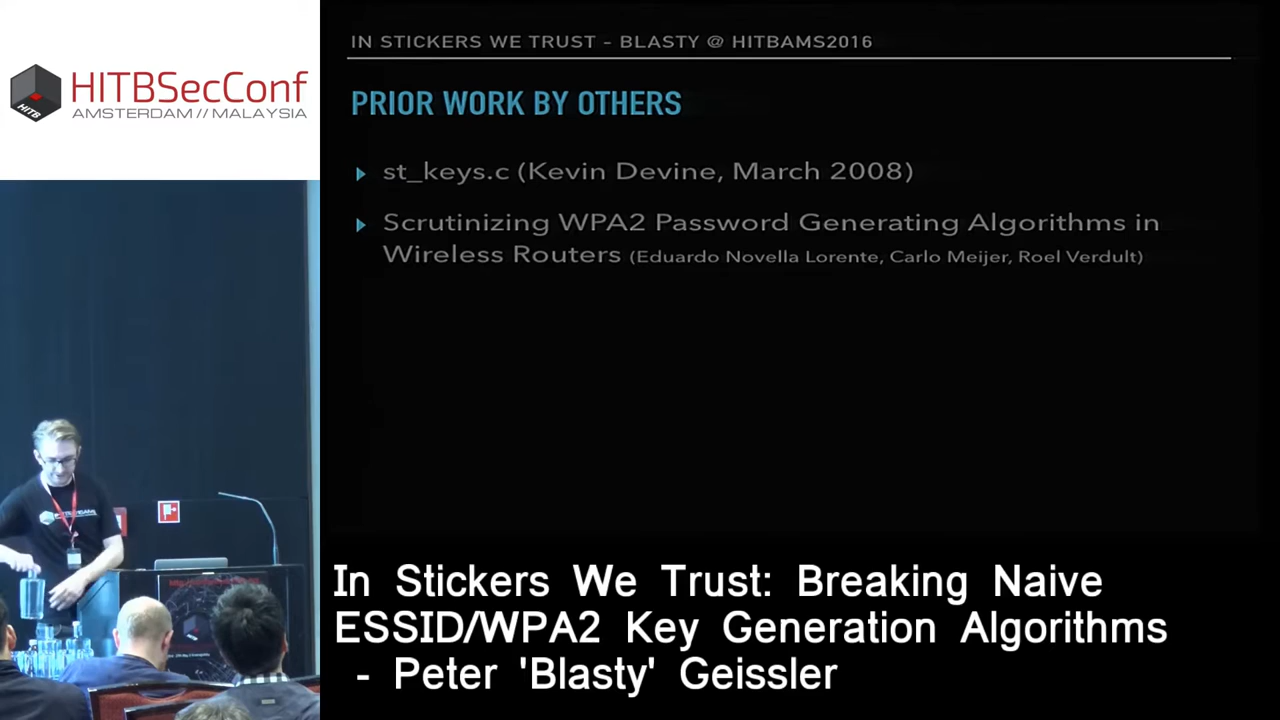 HITBSecConf
AMSTERDAM // MALAYSIA
HITB
IN STICKERS WE TRUST – BLASTY @ HITBAMS2016
PRIOR WORK BY OTHERS
st_keys.c (Kevin Devine, March 2008)
Scrutinizing WPA2 Password Generating Algorithms in
Wireless Routers (Eduardo Novella Lorente, Carlo Meijer, Roel Verdult)
In Stickers We Trust: Breaking Naive
ESSID/WPA2 Key Generation Algorithms
- Peter 'Blasty' Geissler